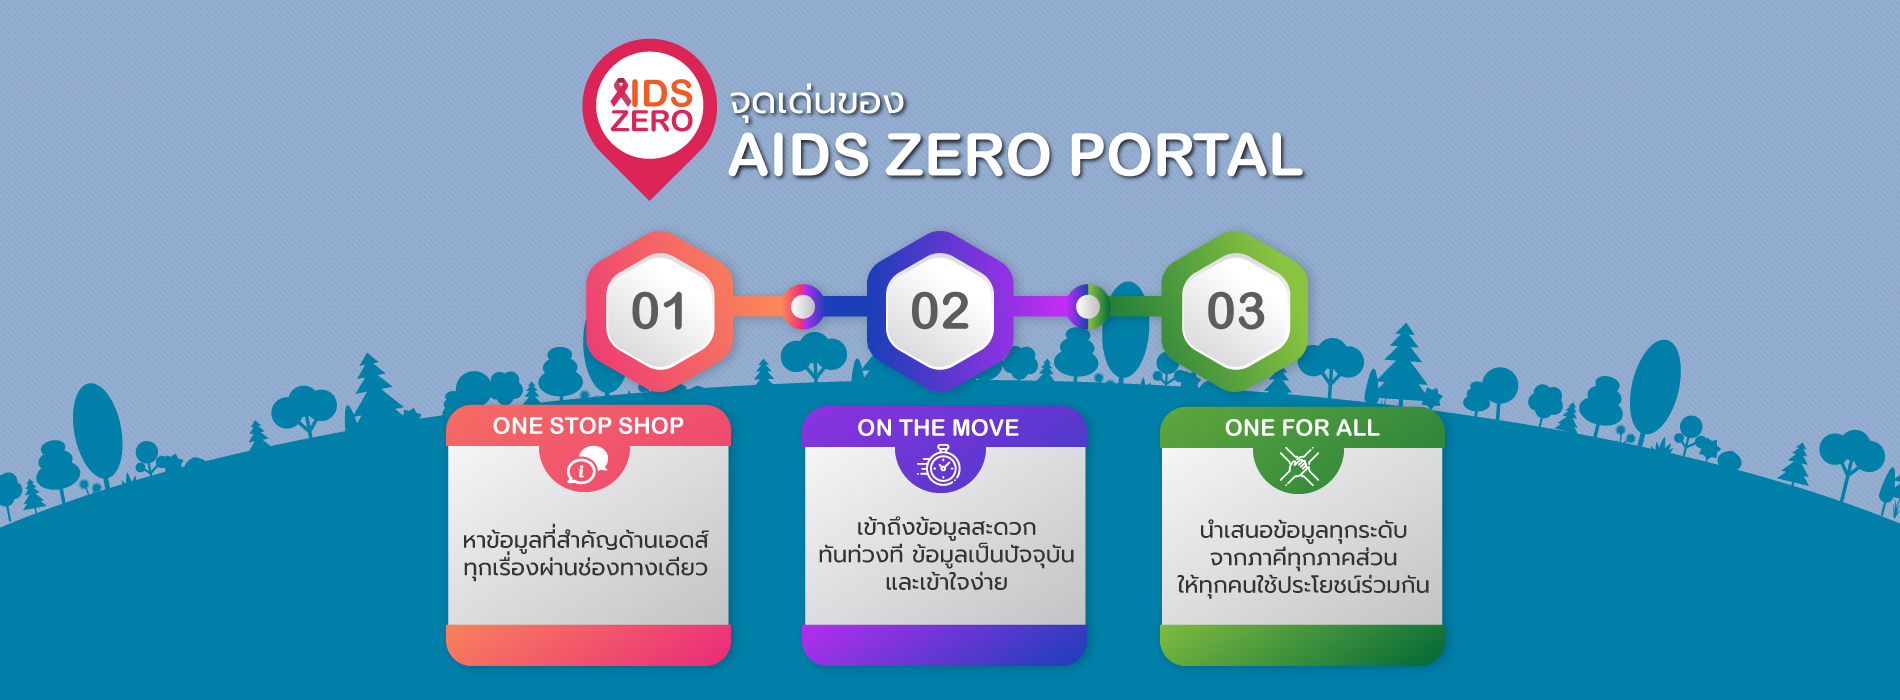 AIDS
ZERO
จุดเด่นของ
AIDS ZERO PORTAL
01
02
03
ONE STOP SHOP
i
หาข้อมูลที่สำคัญด้านเอดส์
ทุกเรื่องผ่านช่องทางเดียว
ON THE MOVE
เข้าถึงข้อมูลสะดวก
ทันท่วงที ข้อมูลเป็นปัจจุบัน
และเข้าใจง่าย
ONE FOR ALL
นำเสนอข้อมูลทุกระดับ
จากภาคีทุกภาคส่วน
ให้ทุกคนใช้ประโยชน์ร่วมกัน